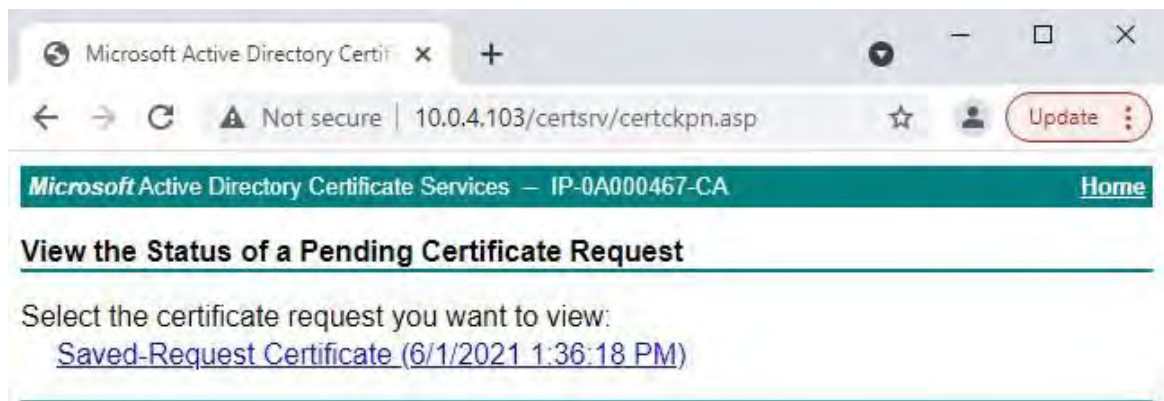 Microsoft Active Directory Certif
Not secure | 10.0.4.103/certsrv/certckpn.asp Update
Microsoft Active Directory Certificate Services – IP-0A000467-CA Home
View the Status of a Pending Certificate Request
Select the certificate request you want to view:
Saved-Request Certificate (6/1/2021 1:36:18 PM)